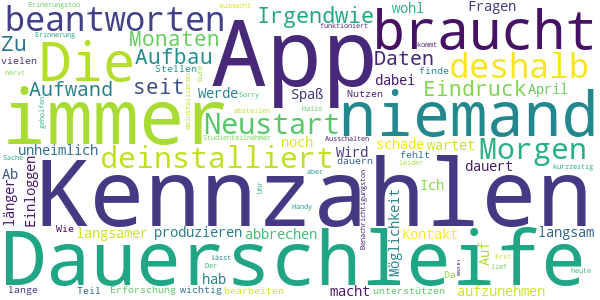 Erinnerungston
ausmacht
wohl
Fragen
beantworten
Irgendwie
App
braucht
Erinnerung
funktioniert
Zu
Monaten
kommt
Die
Aufbau
Daten
deshalb
vielen
Stellen
finde
nervt
Aufwand
seit
deinstallieren
Gute
Werde
Spaß
dabei
Eindruck
Sorry
Nutzen
April
immer
niemand
geholfen
Neustart
abstellen
Hallo
Studienteilnehmer
Ausschalten
unheimlich
deinstalliert
noch
schade
wartet
Morgen
Sache
Wird
dauern
fehlt
dauert
kurzzeitig
Ab
Kennzahlen
leider
länger
Einloggen
Ich
Uhr
aber
Handy
Benachrichtigungston
Möglichkeit
Wie
langsamer
produzieren
abbrechen
Kontakt
Auf
langsam
Dauerschleife
hab
lässt
Der
Da
Erst
lief
heute
lange
Teil
Erforschung
wichtig
bearbeiten
macht
unterstützen
aufzunehmen